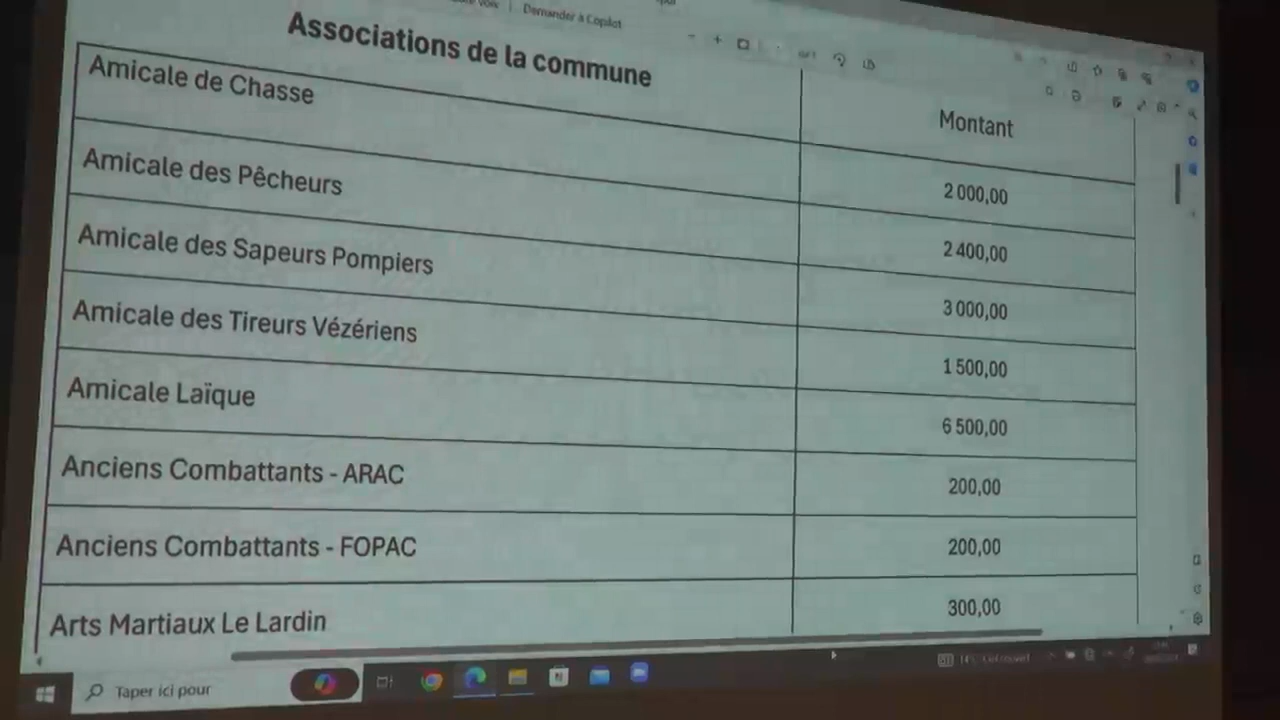 Demander à Copilot
Associations de la commune
Montant
Amicale de Chasse
2 000,00
Amicale des Pêcheurs
2 400,00
Amicale des Sapeurs Pompiers
3 000,00
Amicale des Tireurs Vézériens
1 500,00
Amicale Laïque
6 500,00
Anciens Combattants - ARAC
200,00
Anciens Combattants - FOPAC
200,00
Arts Martiaux Le Lardin
300,00
Taper ici pour